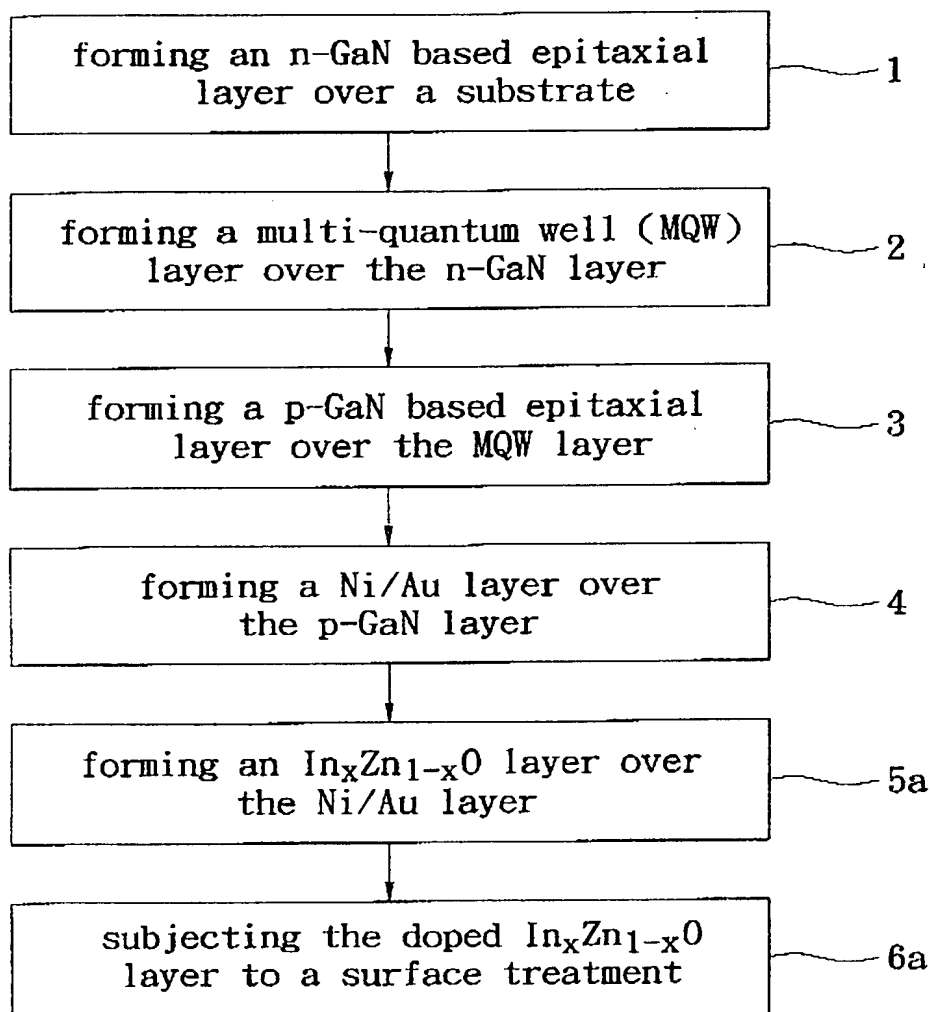 forming an n-GaN based epitaxial
layer over a substrate
1
forming a multi-quantum well (MQW)
layer over the n-GaN layer
2
forming a p-GaN based epitaxial
layer over the MQW layer
3
forming a Ni/Au layer over
the p-GaN layer
4
forming an InₓZn₁₋ₓO layer over
the Ni/Au layer
5a
subjecting the doped InₓZn₁₋ₓO
layer to a surface treatment
6a